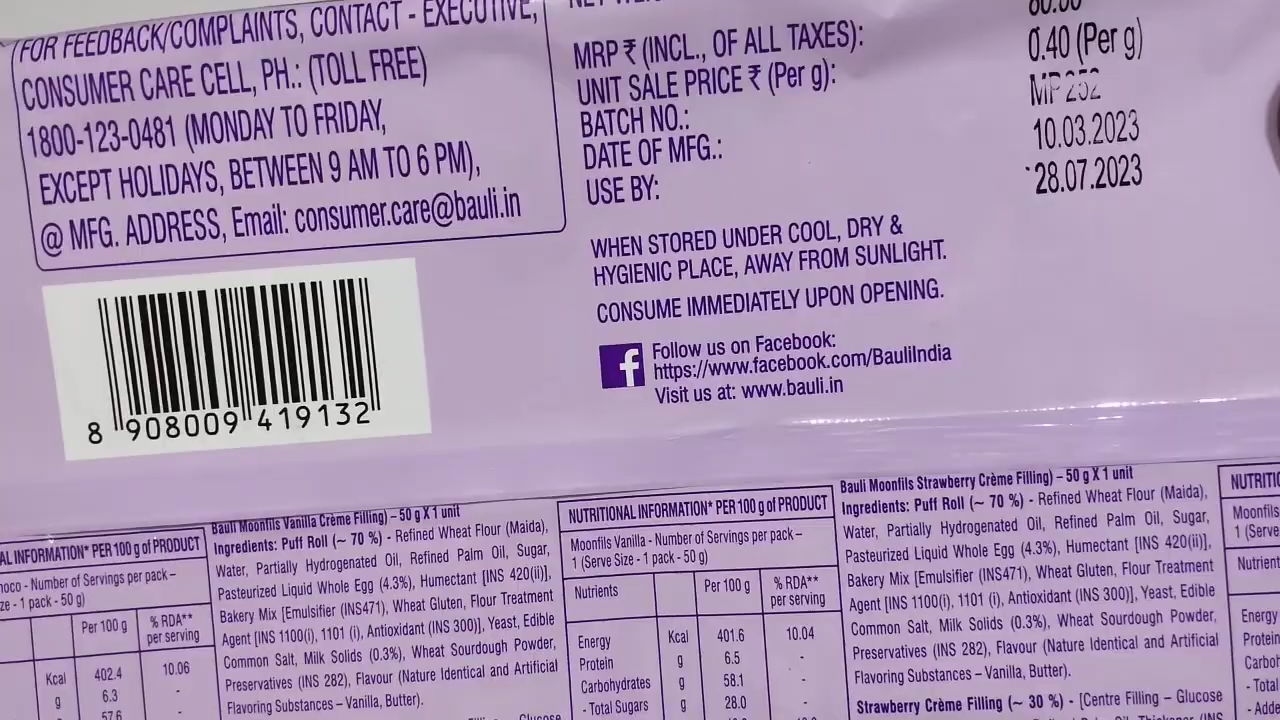 FOR FEEDBACK/COMPLAINTS, CONTACT - EXECUTIVE,
CONSUMER CARE CELL, PH.: (TOLL FREE)
1800-123-0481 (MONDAY TO FRIDAY,
EXCEPT HOLIDAYS, BETWEEN 9 AM TO 6 PM),
@ MFG. ADDRESS, Email: consumer.care@bauli.in
8 908009 419132
MRP ₹ (INCL., OF ALL TAXES):
UNIT SALE PRICE ₹ (Per g): 0.40 (Per g)
BATCH NO.: MP 252
DATE OF MFG.: 10.03.2023
USE BY: 28.07.2023
WHEN STORED UNDER COOL, DRY &
HYGIENIC PLACE, AWAY FROM SUNLIGHT.
CONSUME IMMEDIATELY UPON OPENING.
f
Follow us on Facebook:
https://www.facebook.com/BauliIndia
Visit us at: www.bauli.in
INFORMATION* PER 100 g of PRODUCT
- Number of Servings per pack –
1 pack - 50 g)
Per 100 g % RDA** per serving
Kcal 402.4 10.06
g 6.3 -
57.6
Bauli Moonfils Vanilla Crème Filling) – 50 g X 1 unit
Ingredients: Puff Roll (~ 70 %) - Refined Wheat Flour (Maida),
Water, Partially Hydrogenated Oil, Refined Palm Oil, Sugar,
Pasteurized Liquid Whole Egg (4.3%), Humectant [INS 420(ii)],
Bakery Mix [Emulsifier (INS471), Wheat Gluten, Flour Treatment
Agent [INS 1100(i), 1101 (i), Antioxidant (INS 300)], Yeast, Edible
Common Salt, Milk Solids (0.3%), Wheat Sourdough Powder,
Preservatives (INS 282), Flavour (Nature Identical and Artificial
Flavoring Substances – Vanilla, Butter).
NUTRITIONAL INFORMATION* PER 100 g of PRODUCT
Moonfils Vanilla - Number of Servings per pack –
1 (Serve Size - 1 pack - 50 g)
Nutrients Per 100 g % RDA** per serving
Energy Kcal 401.6 10.04
Protein g 6.5 -
Carbohydrates g 58.1 -
- Total Sugars g 28.0 -
Bauli Moonfils Strawberry Crème Filling) – 50 g X 1 unit
Ingredients: Puff Roll (~ 70 %) - Refined Wheat Flour (Maida),
Water, Partially Hydrogenated Oil, Refined Palm Oil, Sugar,
Pasteurized Liquid Whole Egg (4.3%), Humectant [INS 420(ii)],
Bakery Mix [Emulsifier (INS471), Wheat Gluten, Flour Treatment
Agent [INS 1100(i), 1101 (i), Antioxidant (INS 300)], Yeast, Edible
Common Salt, Milk Solids (0.3%), Wheat Sourdough Powder,
Preservatives (INS 282), Flavour (Nature Identical and Artificial
Flavoring Substances – Vanilla, Butter).
Strawberry Crème Filling (~ 30 %) - [Centre Filling – Glucose
Moonfils
1 (Serve
Nutrient
Energy
Protein
- Total